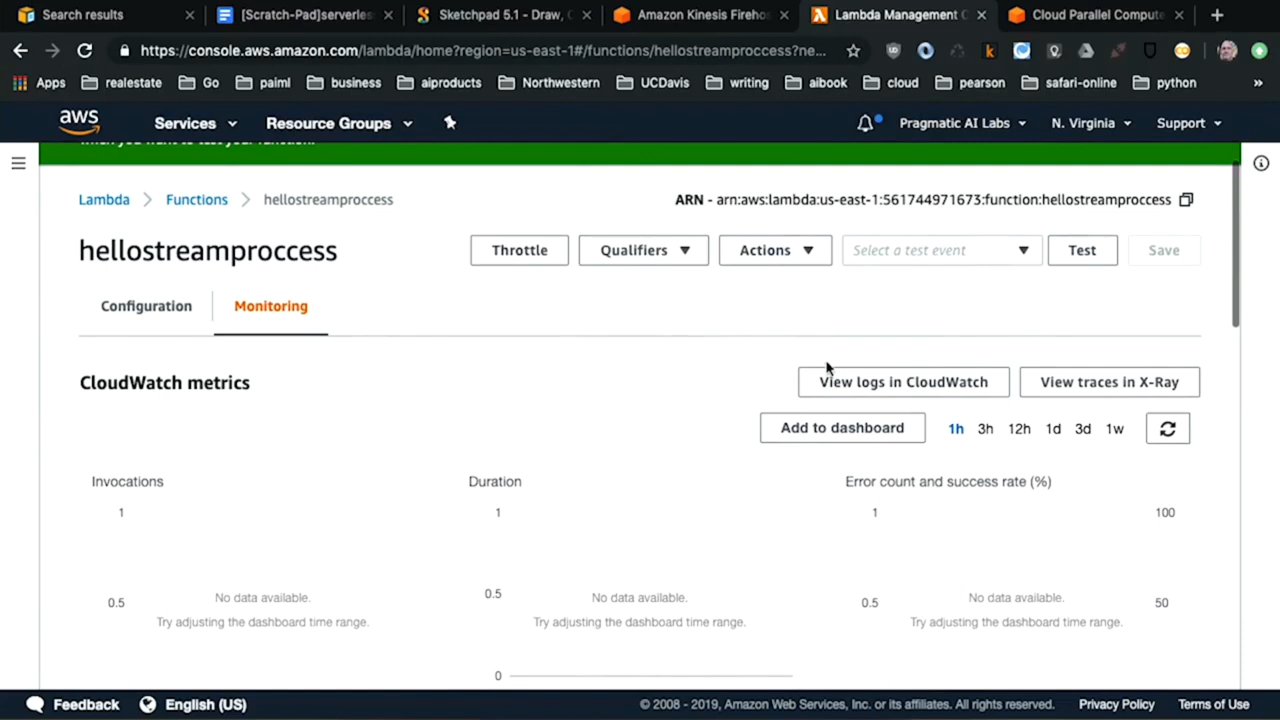 Search results
[Scratch-Pad]serverles
Sketchpad 5.1 - Draw,
Amazon Kinesis Fireho
Lambda Management
Cloud Parallel Compute
https://console.aws.amazon.com/lambda/home?region=us-east-1#/functions/hellostreamproccess?ne...
Apps realestate Go paiml business aiproducts Northwestern UCDavis writing aibook cloud pearson safari-online python »
aws Services Resource Groups Pragmatic AI Labs N. Virginia Support
when you want to test your function.
Lambda Functions hellostreamproccess ARN - arn:aws:lambda:us-east-1:561744971673:function:hellostreamproccess
hellostreamproccess Throttle Qualifiers Actions Select a test event Test Save
Configuration Monitoring
CloudWatch metrics View logs in CloudWatch View traces in X-Ray
Add to dashboard 1h 3h 12h 1d 3d 1w
Invocations Duration Error count and success rate (%)
1 1 1 100
0.5 No data available. 0.5 No data available. 0.5 No data available. 50
Try adjusting the dashboard time range. Try adjusting the dashboard time range. Try adjusting the dashboard time range.
0
Feedback English (US) © 2008 - 2019, Amazon Web Services, Inc. or its affiliates. All rights reserved. Privacy Policy Terms of Use